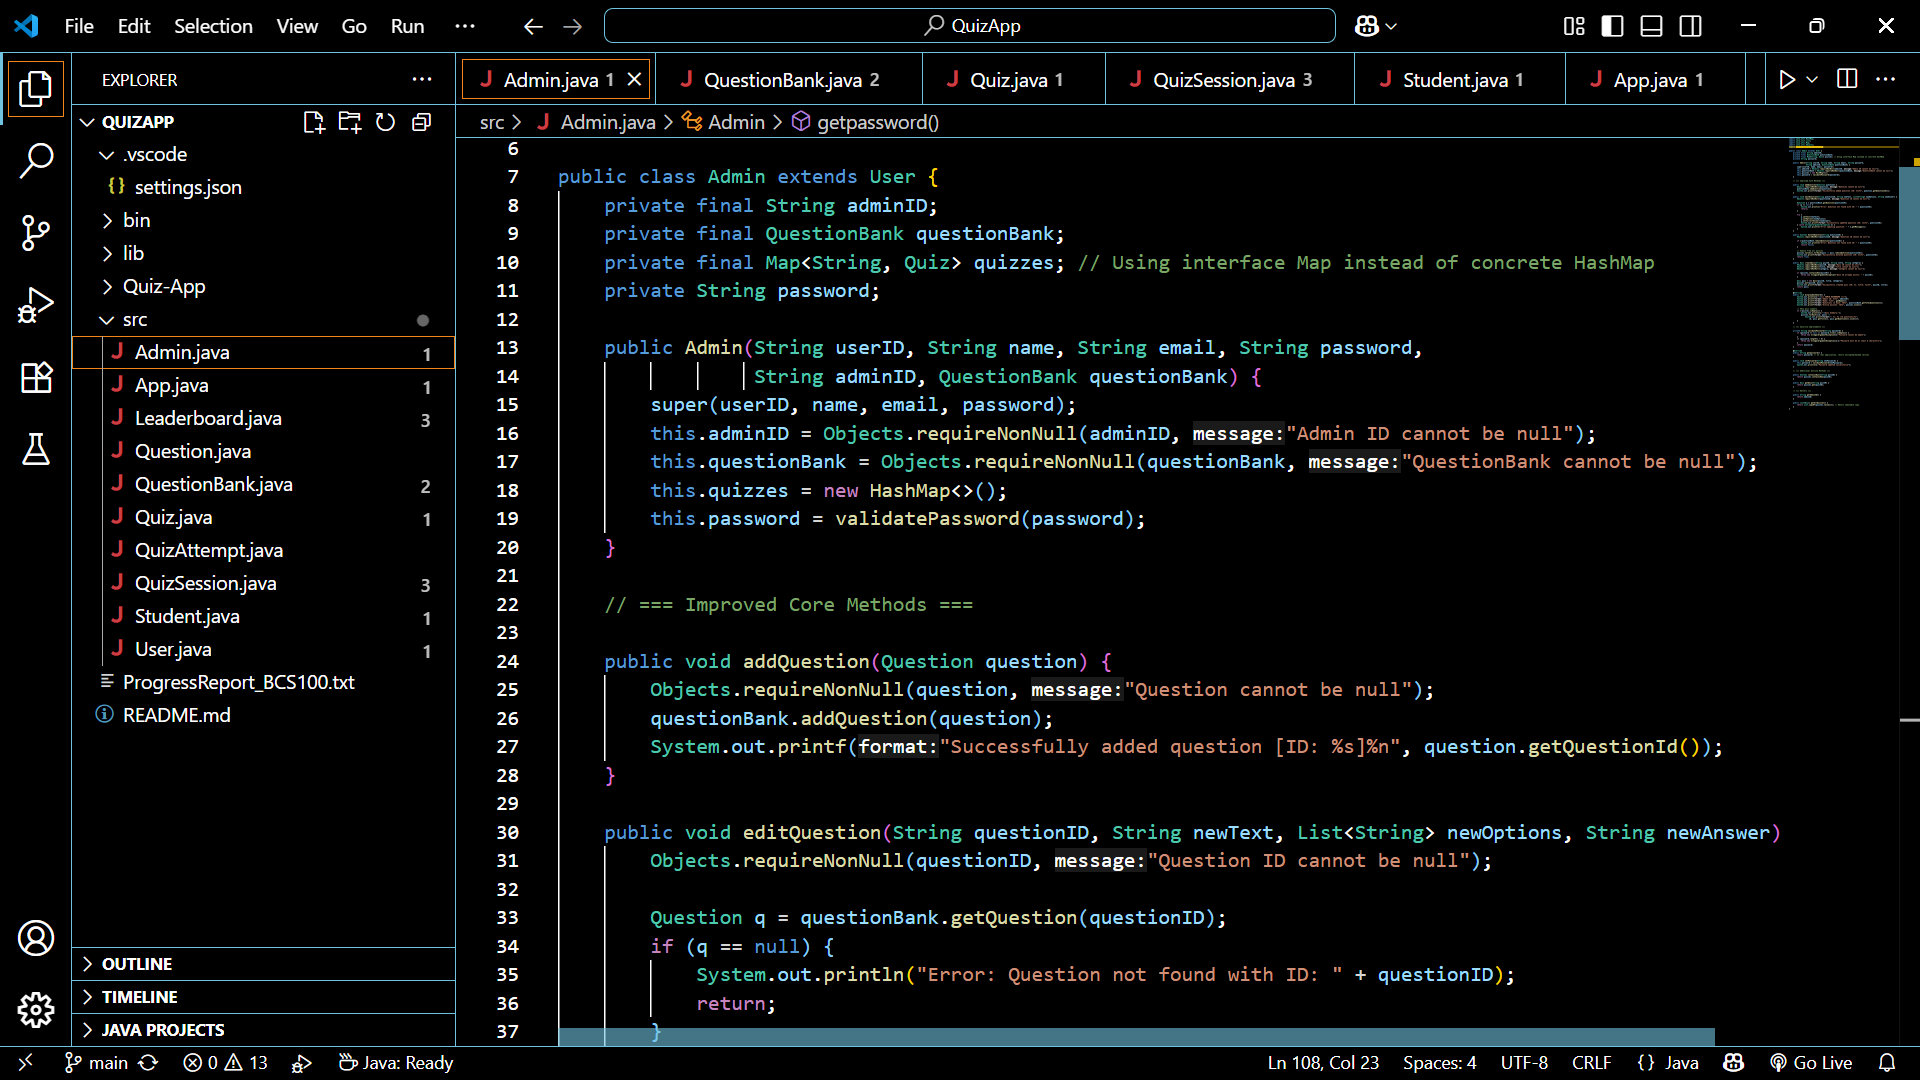 File Edit Selection View Go Run ··· QuizApp
EXPLORER ···
QUIZAPP
.vscode
{} settings.json
bin
lib
Quiz-App
src
J Admin.java 1
J App.java 1
J Leaderboard.java 3
J Question.java
J QuestionBank.java 2
J Quiz.java 1
J QuizAttempt.java
J QuizSession.java 3
J Student.java 1
J User.java 1
ProgressReport_BCS100.txt
README.md
OUTLINE
TIMELINE
JAVA PROJECTS
J Admin.java 1 J QuestionBank.java 2 J Quiz.java 1 J QuizSession.java 3 J Student.java 1 J App.java 1 ···
src > J Admin.java > Admin > getpassword()
6
7 public class Admin extends User {
8 private final String adminID;
9 private final QuestionBank questionBank;
10 private final Map<String, Quiz> quizzes; // Using interface Map instead of concrete HashMap
11 private String password;
12
13 public Admin(String userID, String name, String email, String password,
14 String adminID, QuestionBank questionBank) {
15 super(userID, name, email, password);
16 this.adminID = Objects.requireNonNull(adminID, message:"Admin ID cannot be null");
17 this.questionBank = Objects.requireNonNull(questionBank, message:"QuestionBank cannot be null");
18 this.quizzes = new HashMap<>();
19 this.password = validatePassword(password);
20 }
21
22 // === Improved Core Methods ===
23
24 public void addQuestion(Question question) {
25 Objects.requireNonNull(question, message:"Question cannot be null");
26 questionBank.addQuestion(question);
27 System.out.printf(format:"Successfully added question [ID: %s]%n", question.getQuestionId());
28 }
29
30 public void editQuestion(String questionID, String newText, List<String> newOptions, String newAnswer)
31 Objects.requireNonNull(questionID, message:"Question ID cannot be null");
32
33 Question q = questionBank.getQuestion(questionID);
34 if (q == null) {
35 System.out.println("Error: Question not found with ID: " + questionID);
36 return;
37 }
main 0 13 Java: Ready Ln 108, Col 23 Spaces: 4 UTF-8 CRLF {} Java Go Live